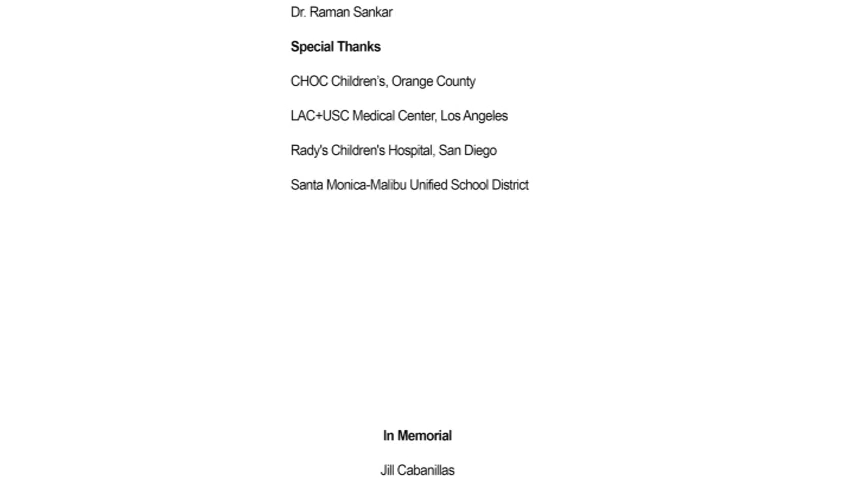 Dr. Raman Sankar
Special Thanks
CHOC Children’s, Orange County
LAC+USC Medical Center, Los Angeles
Rady's Children's Hospital, San Diego
Santa Monica-Malibu Unified School District
In Memorial
Jill Cabanillas